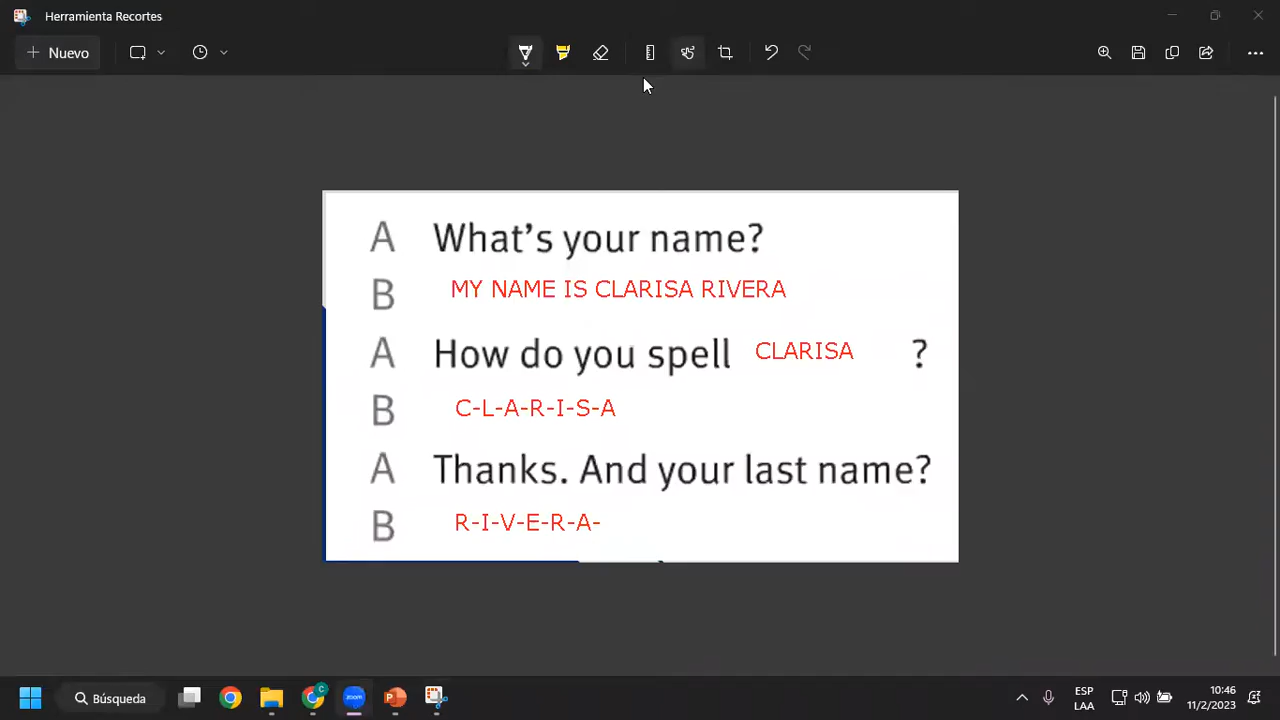 Herramienta Recortes
Nuevo
A What's your name?
B MY NAME IS CLARISA RIVERA
A How do you spell CLARISA ?
B C-L-A-R-I-S-A
A Thanks. And your last name?
B R-I-V-E-R-A-
Búsqueda
C
zoom
P
ESP
LAA
10:46
11/2/2023